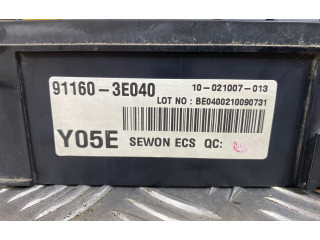 91160-3E040 10-021007-013
LOT NO : BE0400210090731
Y05E SEWON ECS QC: